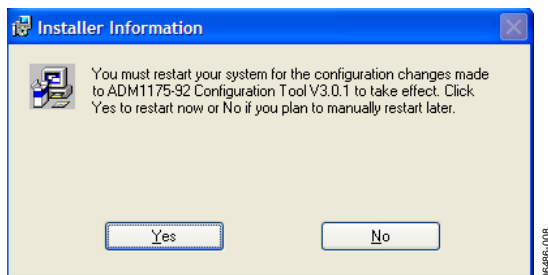 Installer Information
You must restart your system for the configuration changes made
to ADM1175-92 Configuration Tool V3.0.1 to take effect. Click
Yes to restart now or No if you plan to manually restart later.
Yes
No
06486-008